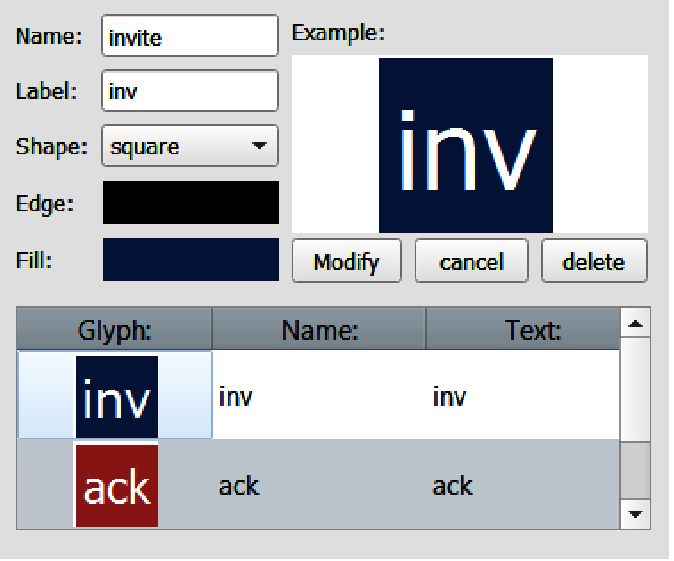 Name: invite
Example:
Label: inv
inv
Shape: square
Edge:
Fill:
Modify cancel delete
Glyph: Name: Text:
inv inv inv
ack ack ack